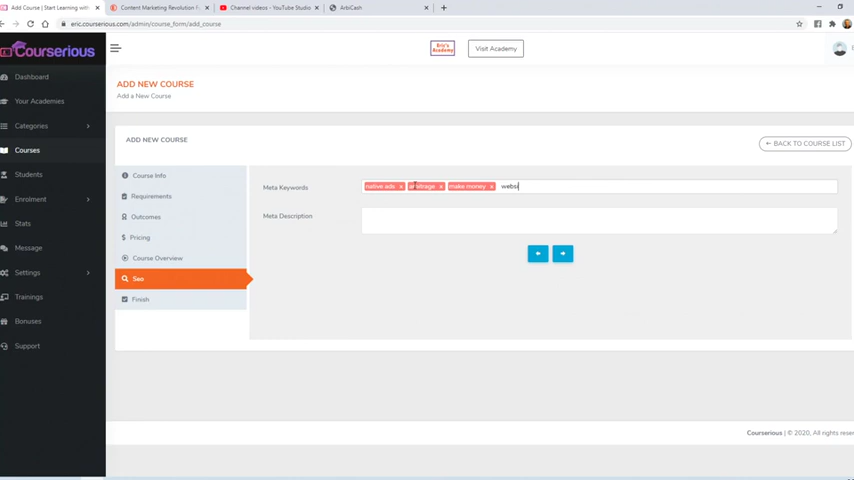 Add Course | Start Learning with
Content Marketing Revolution F
Channel videos - YouTube Studio
ArbiCash
eric.courserious.com/admin/course_form/add_course
Courserious
Eric's
Academy
Visit Academy
Dashboard
Your Academies
Categories
Courses
Students
Enrolment
Stats
Message
Settings
Trainings
Bonuses
Support
ADD NEW COURSE
Add a New Course
ADD NEW COURSE
BACK TO COURSE LIST
Course Info
Requirements
Outcomes
Pricing
Course Overview
Seo
Finish
Meta Keywords
native ads x arbitrage x make money x websi
Meta Description
Courserious | © 2020, All rights rese